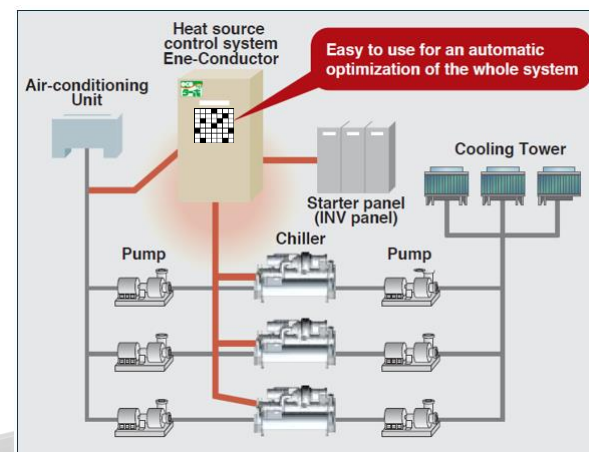 Heat source
control system
Ene-Conductor
Easy to use for an automatic
optimization of the whole system
Air-conditioning
Unit
Cooling Tower
Starter panel
(INV panel)
Pump
Chiller
Pump